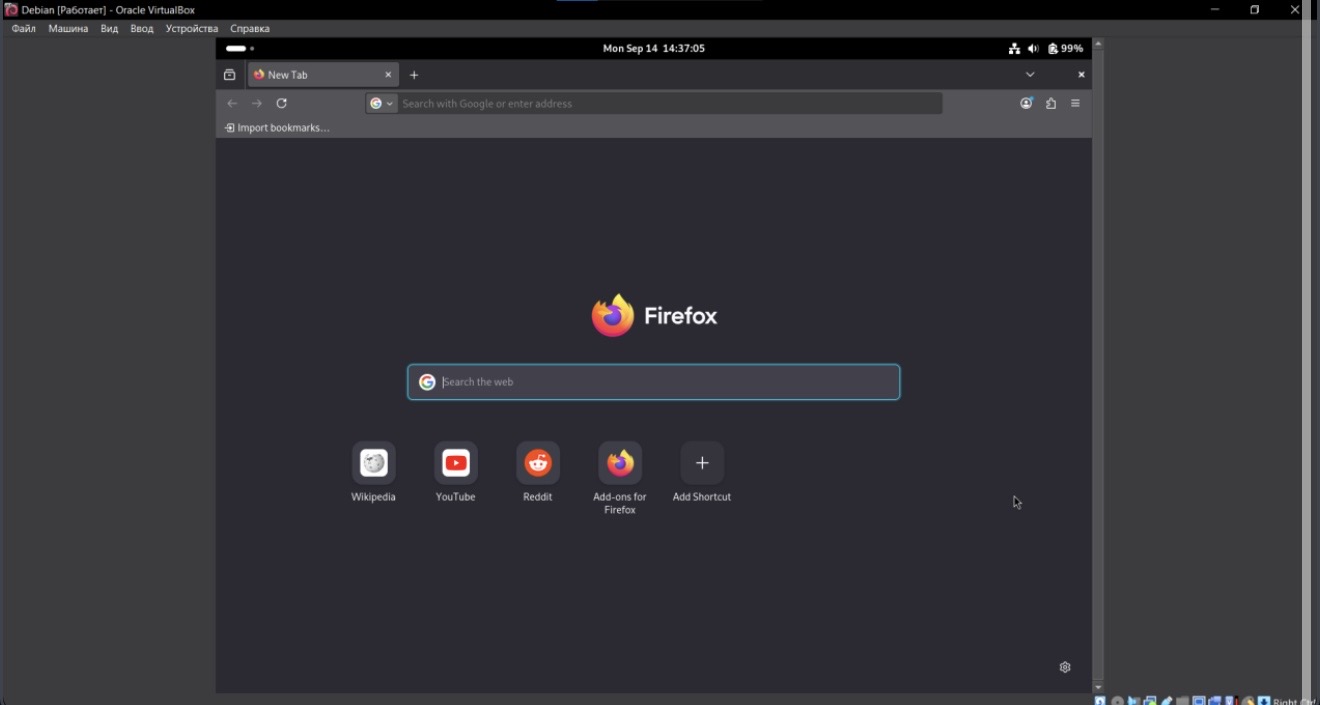 Debian [Работает] - Oracle VirtualBox
Файл Машина Вид Ввод Устройства Справка
Mon Sep 14 14:37:05
99%
New Tab
Search with Google or enter address
Import bookmarks...
Firefox
Search the web
Wikipedia YouTube Reddit Add-ons for Firefox Add Shortcut
Right Ctrl